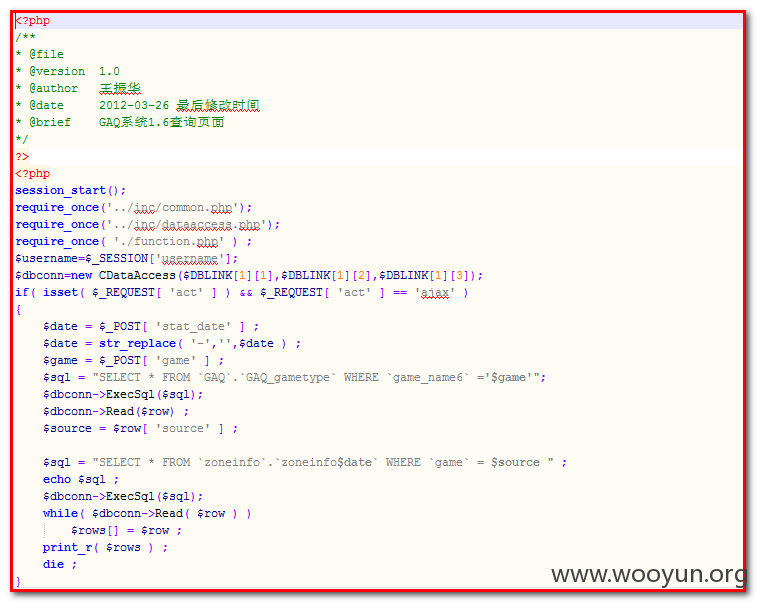 <?php
/**
* @file
* @version 1.0
* @author 王振华
* @date 2012-03-26 最后修改时间
* @brief GAQ系统1.6查询页面
*/
?>
<?php
session_start();
require_once('../inc/common.php');
require_once('../inc/dataaccess.php');
require_once( './function.php' ) ;
$username=$_SESSION['username'];
$dbconn=new CDataAccess($DBLINK[1][1],$DBLINK[1][2],$DBLINK[1][3]);
if( isset( $_REQUEST[ 'act' ] ) && $_REQUEST[ 'act' ] == 'ajax' )
{
    $date = $_POST[ 'stat_date' ] ;
    $date = str_replace( '-','',$date ) ;
    $game = $_POST[ 'game' ] ;
    $sql = "SELECT * FROM `GAQ`.`GAQ_gametype` WHERE `game_name6` ='$game'";
    $dbconn->ExecSql($sql);
    $dbconn->Read($row) ;
    $source = $row[ 'source' ] ;
    $sql = "SELECT * FROM `zoneinfo`.`zoneinfo$date` WHERE `game` = $source " ;
    echo $sql ;
    $dbconn->ExecSql($sql);
    while( $dbconn->Read( $row ) )
        $rows[] = $row ;
    print_r( $rows ) ;
    die ;
}
www.wooyun.org